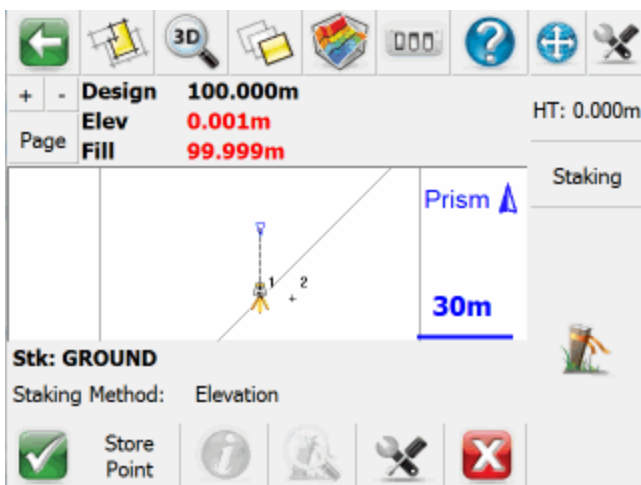 3D
+ - Design 100.000m
Elev 0.001m
Page
Fill 99.999m
HT: 0.000m
Staking
Prism
1 2
30m
Stk: GROUND
Staking Method: Elevation
Store
Point